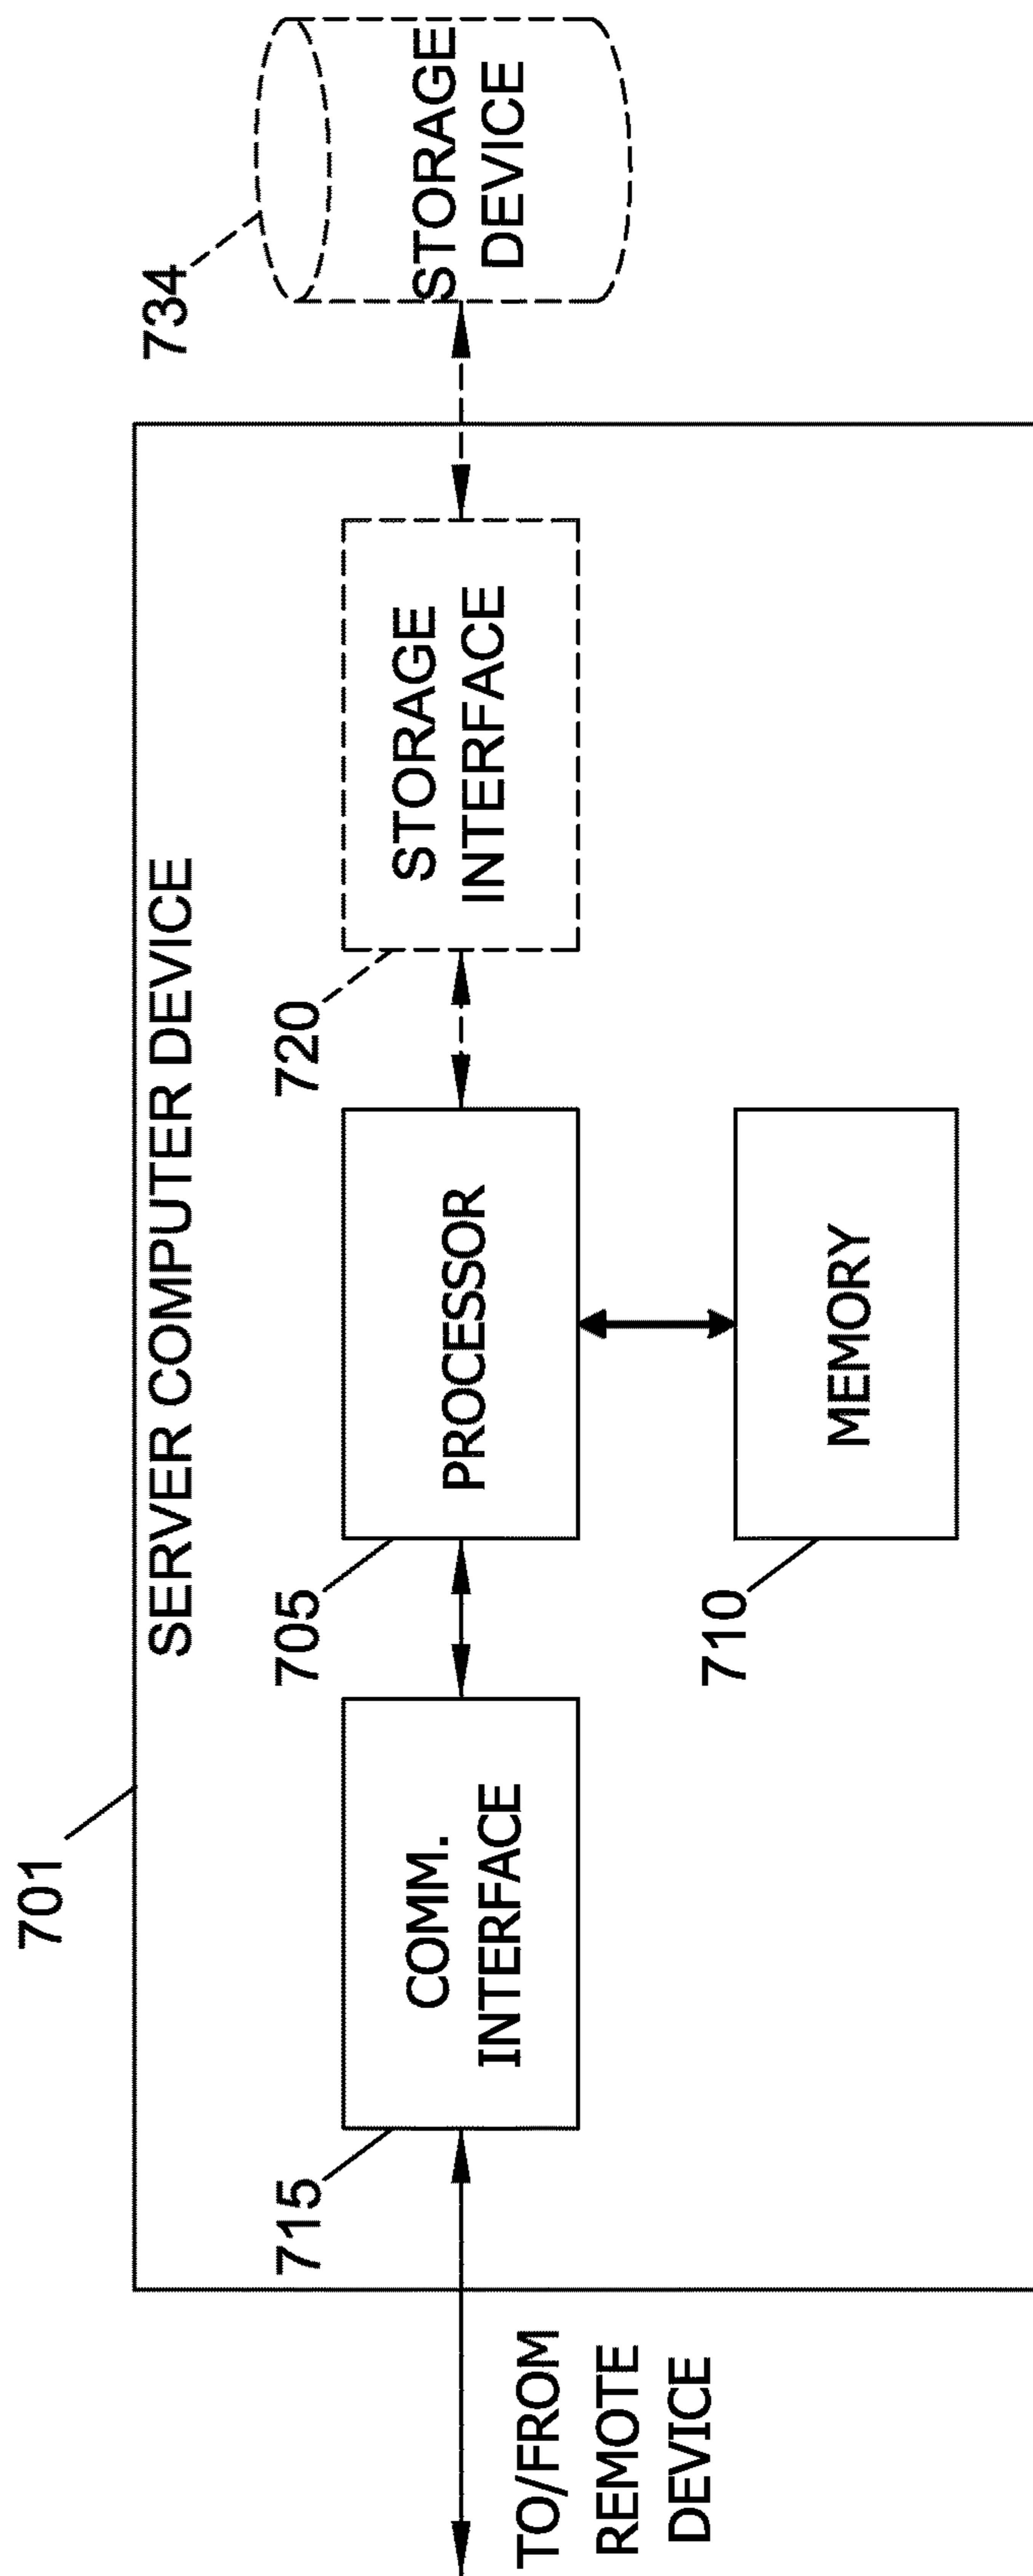 701
SERVER COMPUTER DEVICE
734
715
705
720
COMM.
INTERFACE
PROCESSOR
STORAGE
INTERFACE
STORAGE
DEVICE
TO/FROM
REMOTE
DEVICE
710
MEMORY